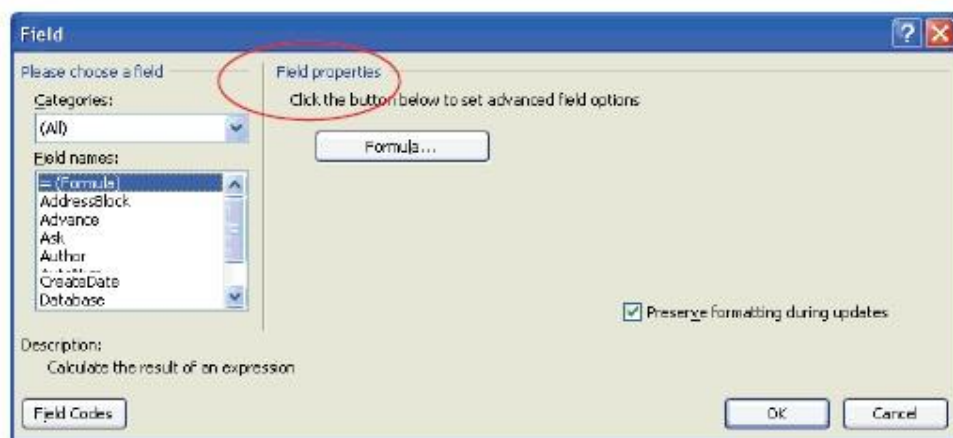 Field
Please choose a field
Categories:
(All)
Field names:
= (Formula)
AddressBlock
Advance
Ask
Author
CreateDate
Database
Field properties
Click the button below to set advanced field options
Formula...
Preserve formatting during updates
Description:
Calculate the result of an expression
Field Codes
OK
Cancel